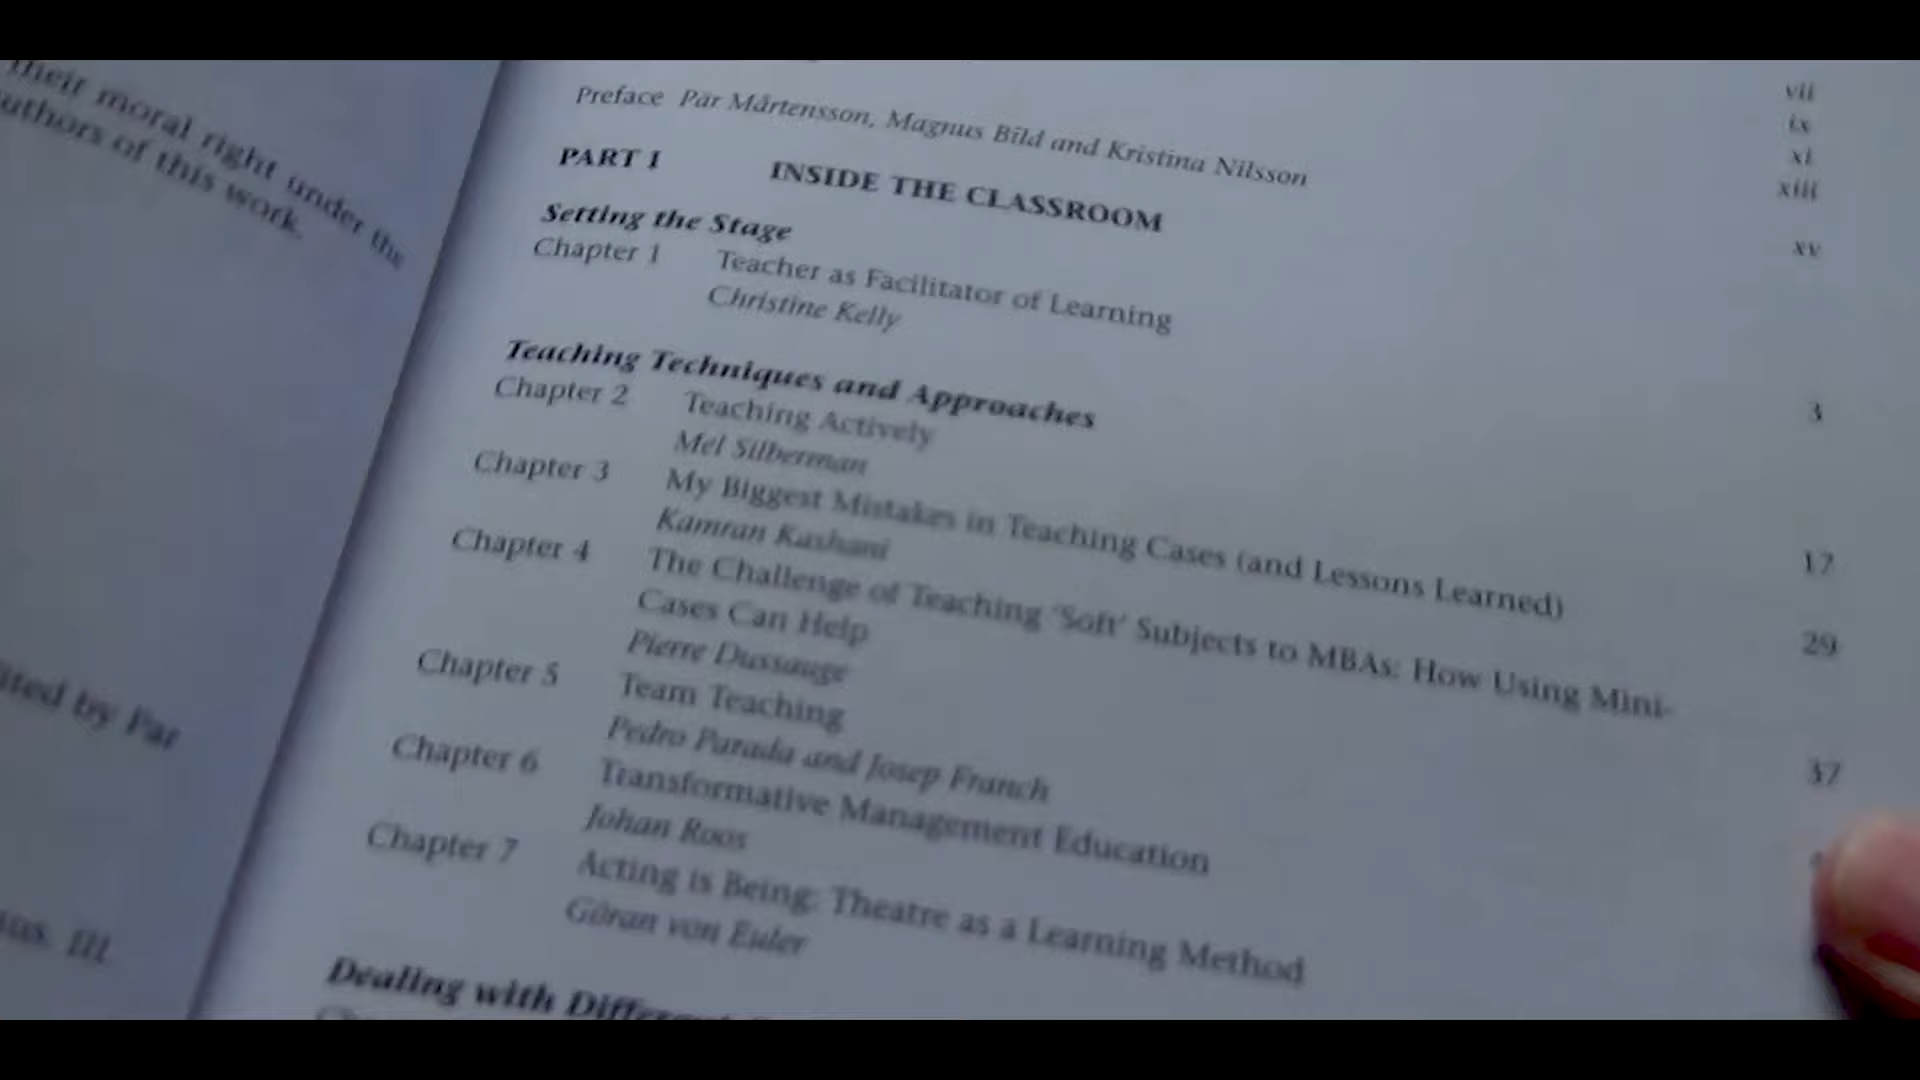 their moral right under the
authors of this work.
ited by Par
us. III
vii
ix
xi
xiii
Preface Pär Mårtensson, Magnus Bild and Kristina Nilsson
xv
PART I INSIDE THE CLASSROOM
Setting the Stage
Chapter 1 Teacher as Facilitator of Learning
Christine Kelly
3
Teaching Techniques and Approaches
Chapter 2 Teaching Actively
Mel Silberman
17
Chapter 3 My Biggest Mistakes in Teaching Cases (and Lessons Learned)
Kamran Kashani
29
Chapter 4 The Challenge of Teaching 'Soft' Subjects to MBAs: How Using Mini-
Cases Can Help
Pierre Dussauge
37
Chapter 5 Team Teaching
Pedro Parada and Josep Franch
Chapter 6 Transformative Management Education
Johan Roos
Chapter 7 Acting is Being: Theatre as a Learning Method
Göran von Euler
Dealing with Different